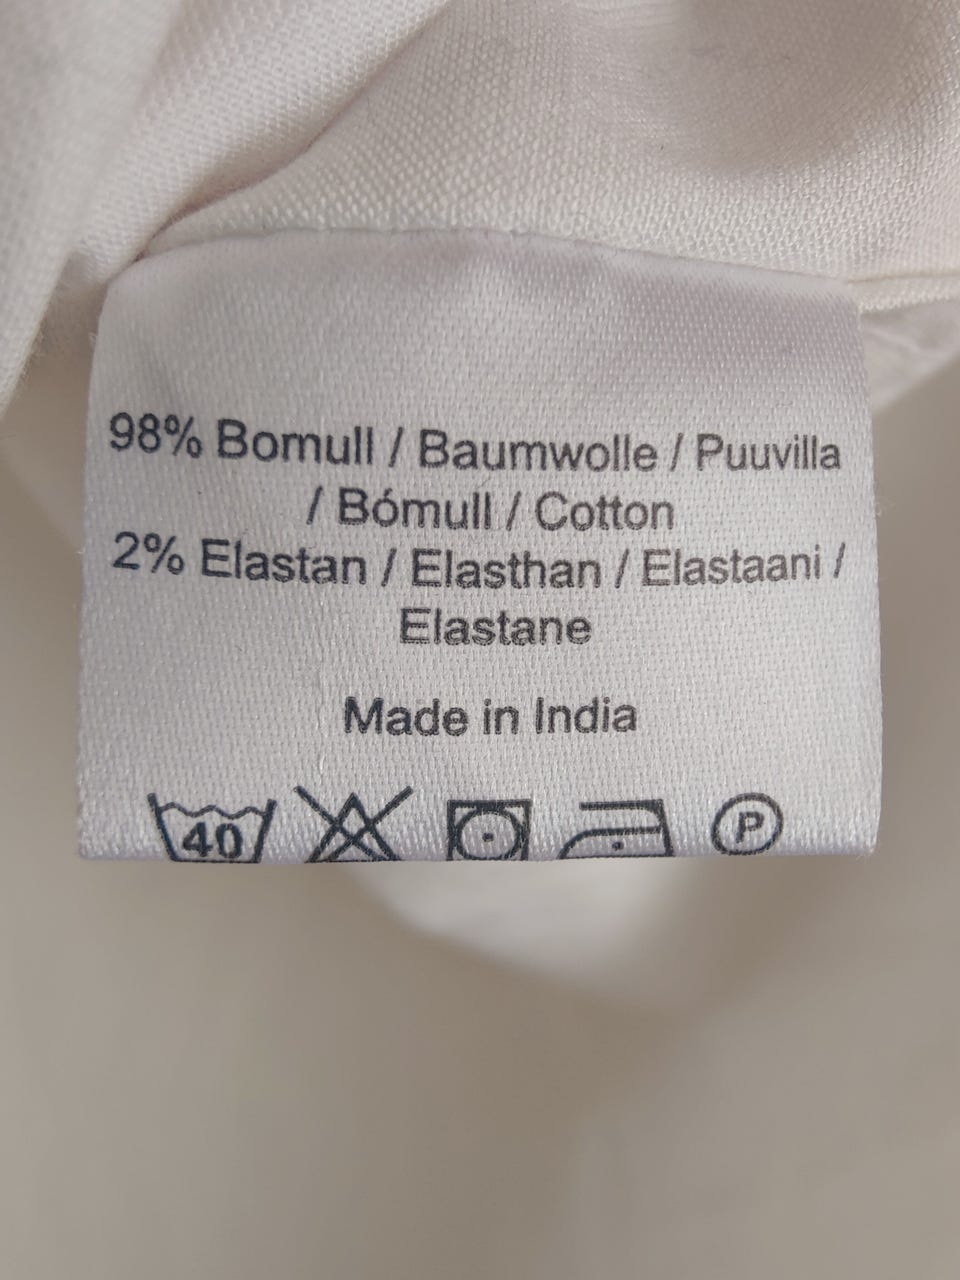 98% Bomull / Baumwolle / Puuvilla
/ Bómull / Cotton
2% Elastan / Elasthan / Elastaani /
Elastane
Made in India
40 P